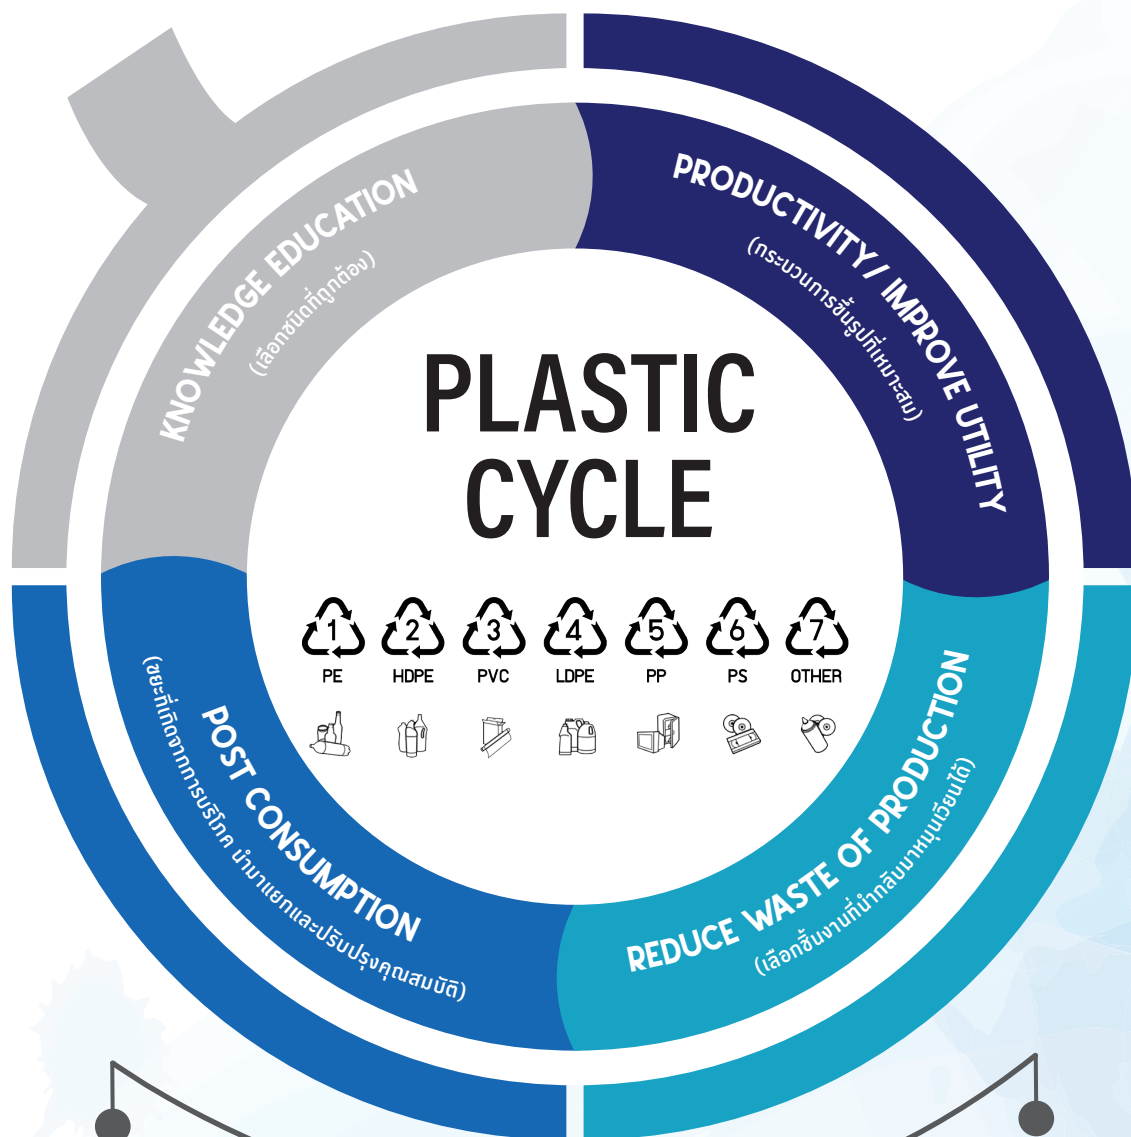 KNOWLEDGE EDUCATION
(เลือกชนิดที่ถูกต้อง)
PRODUCTIVITY/ IMPROVE UTILITY
(กระบวนการขึ้นรูปที่เหมาะสม)
PLASTIC
CYCLE
1 2 3 4 5 6 7
PE HDPE PVC LDPE PP PS OTHER
POST CONSUMPTION
(ขยะที่เกิดจากการบริโภค นำมาแยกและปรับปรุงคุณสมบัติ)
REDUCE WASTE OF PRODUCTION
(เลือกชิ้นงานที่นำกลับมาหมุนเวียนได้)